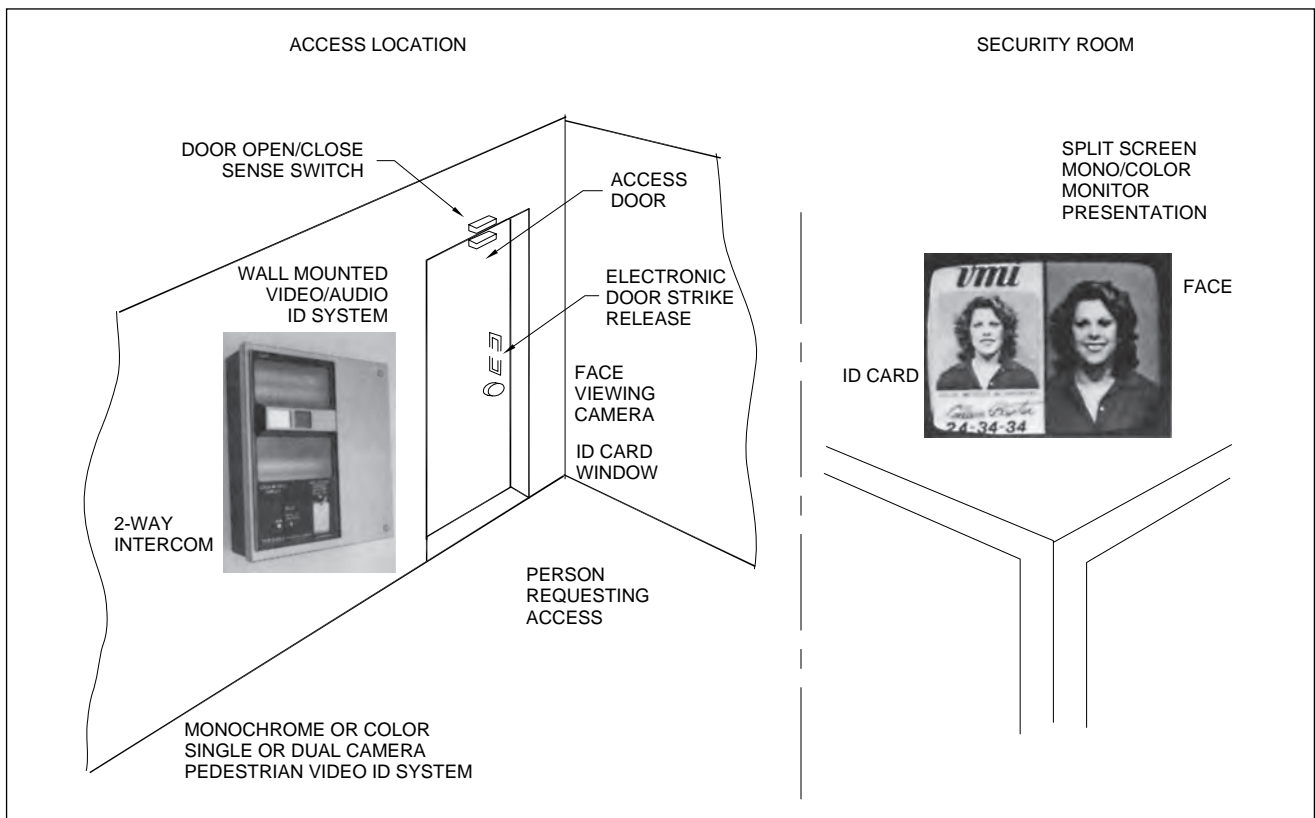 ACCESS LOCATION
SECURITY ROOM
DOOR OPEN/CLOSE
SENSE SWITCH
ACCESS
DOOR
WALL MOUNTED
VIDEO/AUDIO
ID SYSTEM
ELECTRONIC
DOOR STRIKE
RELEASE
FACE
VIEWING
CAMERA
ID CARD
WINDOW
2-WAY
INTERCOM
PERSON
REQUESTING
ACCESS
MONOCHROME OR COLOR
SINGLE OR DUAL CAMERA
PEDESTRIAN VIDEO ID SYSTEM
SPLIT SCREEN
MONO/COLOR
MONITOR
PRESENTATION
FACE
ID CARD
vmi
24-34-34